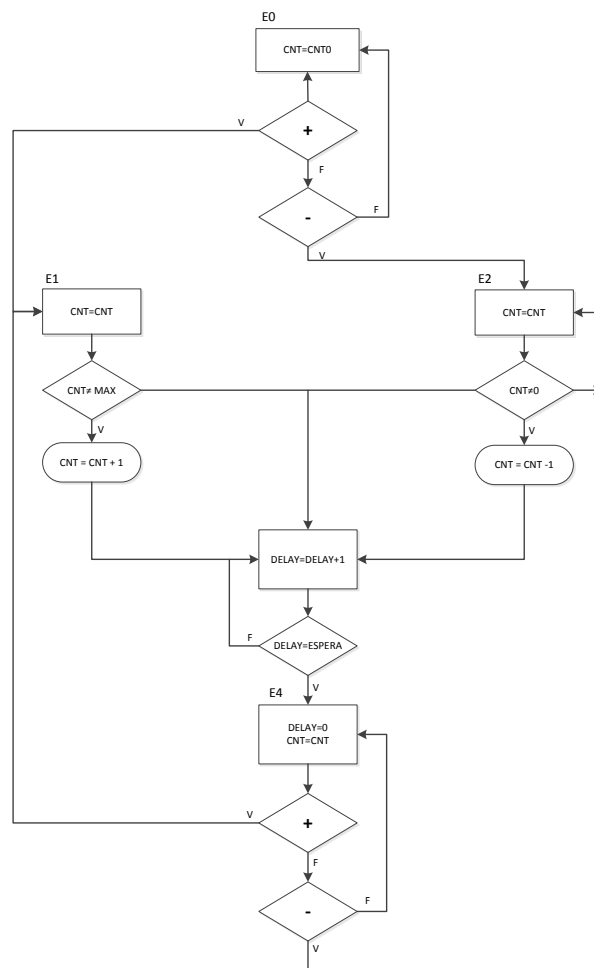 E0
CNT=CNT0
V
+
F
-
F
V
E1
E2
CNT=CNT
CNT=CNT
CNT≠ MAX
CNT≠0
V
V
CNT = CNT + 1
CNT = CNT -1
DELAY=DELAY+1
F
DELAY=ESPERA
V
E4
DELAY=0
CNT=CNT
V
+
F
-
F
V